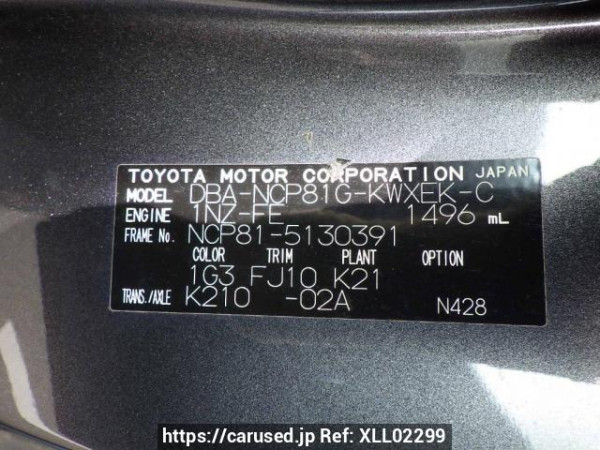 TOYOTA MOTOR CORPORATION JAPAN
MODEL DBA-NCP81G-KWXEK-C
ENGINE 1NZ-FE 1496 mL
FRAME No. NCP81-5130391
COLOR TRIM PLANT OPTION
1G3 FJ10 K21
TRANS./AXLE K210 -02A N428
https://carused.jp Ref: XLL02299